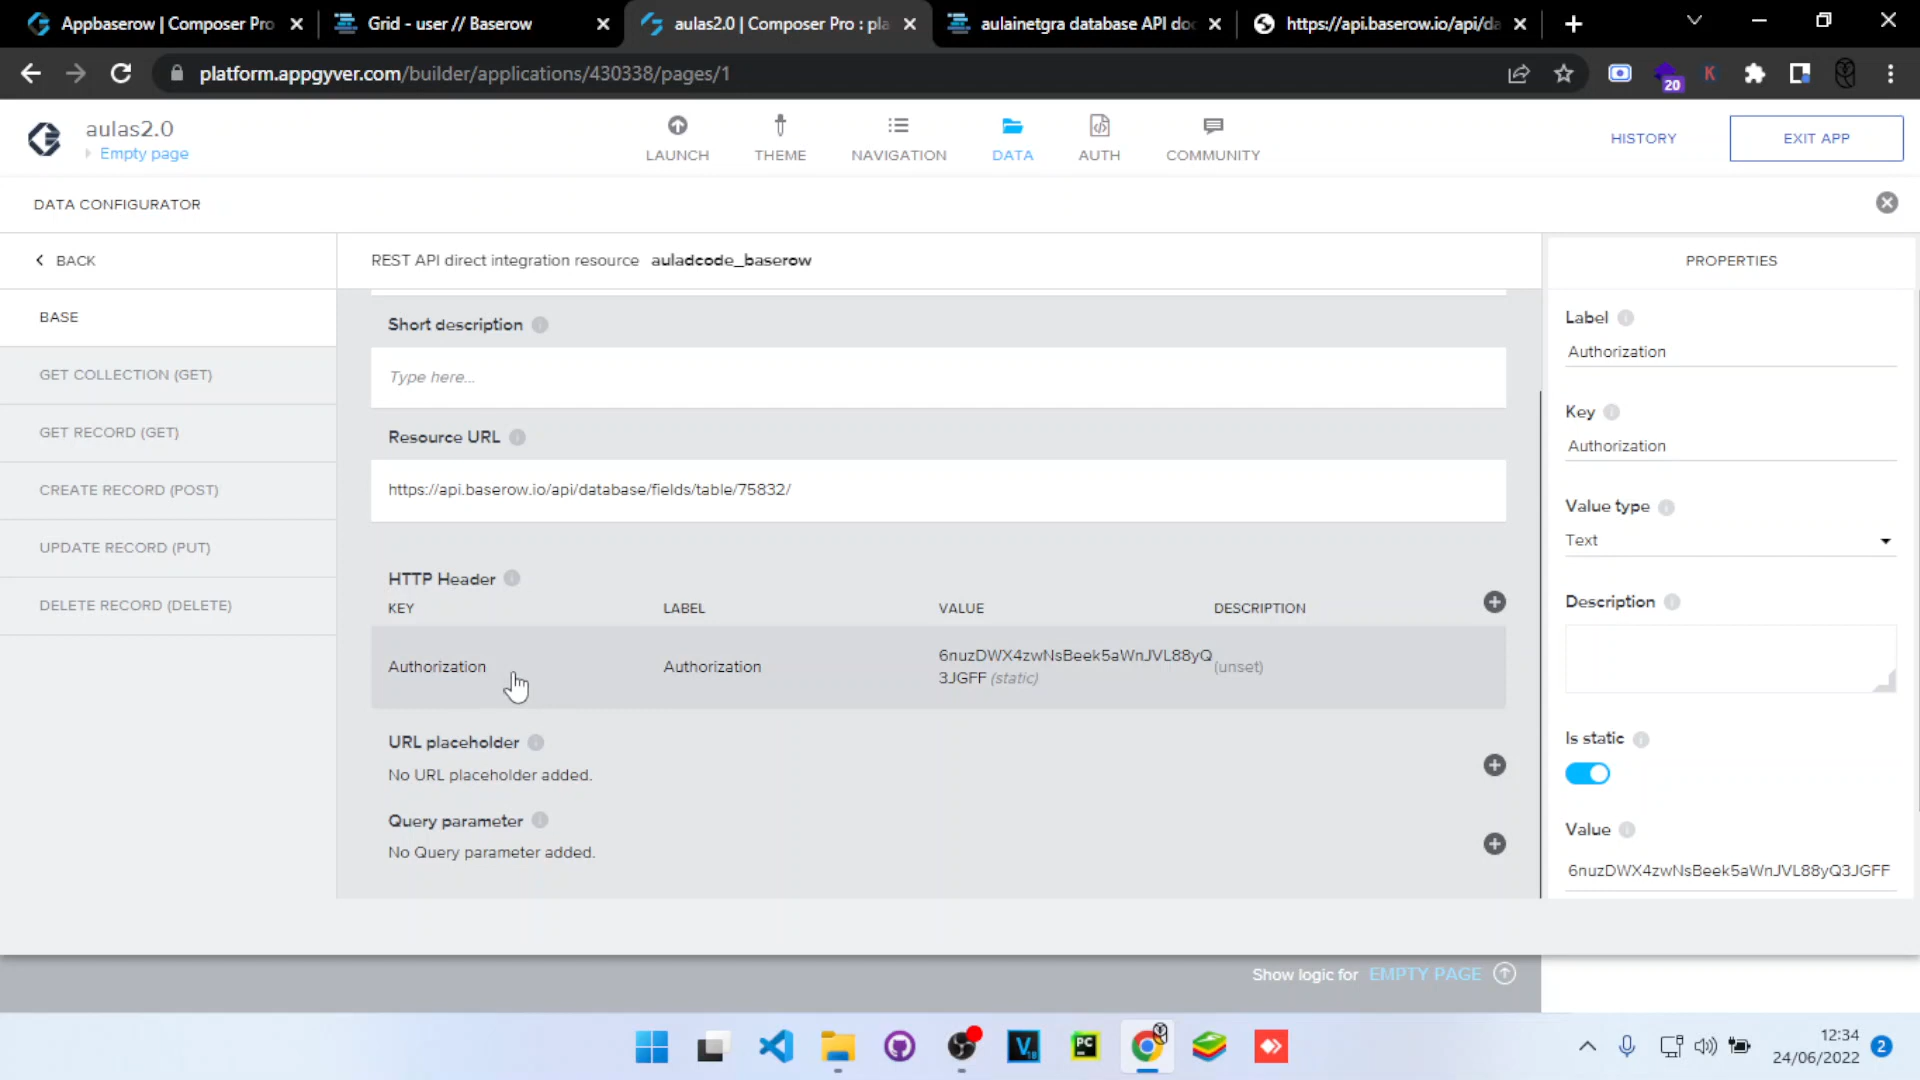 Appbaserow | Composer Pro
Grid - user // Baserow
aulas2.0 | Composer Pro : pla
aulainetgra database API doc
https://api.baserow.io/api/da
platform.appgyver.com/builder/applications/430338/pages/1
20
K
aulas2.0
Empty page
LAUNCH
THEME
NAVIGATION
DATA
AUTH
COMMUNITY
HISTORY
EXIT APP
DATA CONFIGURATOR
BACK
REST API direct integration resource auladcode_baserow
PROPERTIES
BASE
GET COLLECTION (GET)
GET RECORD (GET)
CREATE RECORD (POST)
UPDATE RECORD (PUT)
DELETE RECORD (DELETE)
Short description
Type here...
Resource URL
https://api.baserow.io/api/database/fields/table/75832/
HTTP Header
KEY LABEL VALUE DESCRIPTION
Authorization Authorization 6nuzDWX4zwNsBeek5aWnJVL88yQ (unset)
3JGFF (static)
URL placeholder
No URL placeholder added.
Query parameter
No Query parameter added.
Label
Authorization
Key
Authorization
Value type
Text
Description
Is static
Value
6nuzDWX4zwNsBeek5aWnJVL88yQ3JGFF
Show logic for EMPTY PAGE
V
18
PC
12:34
24/06/2022
2